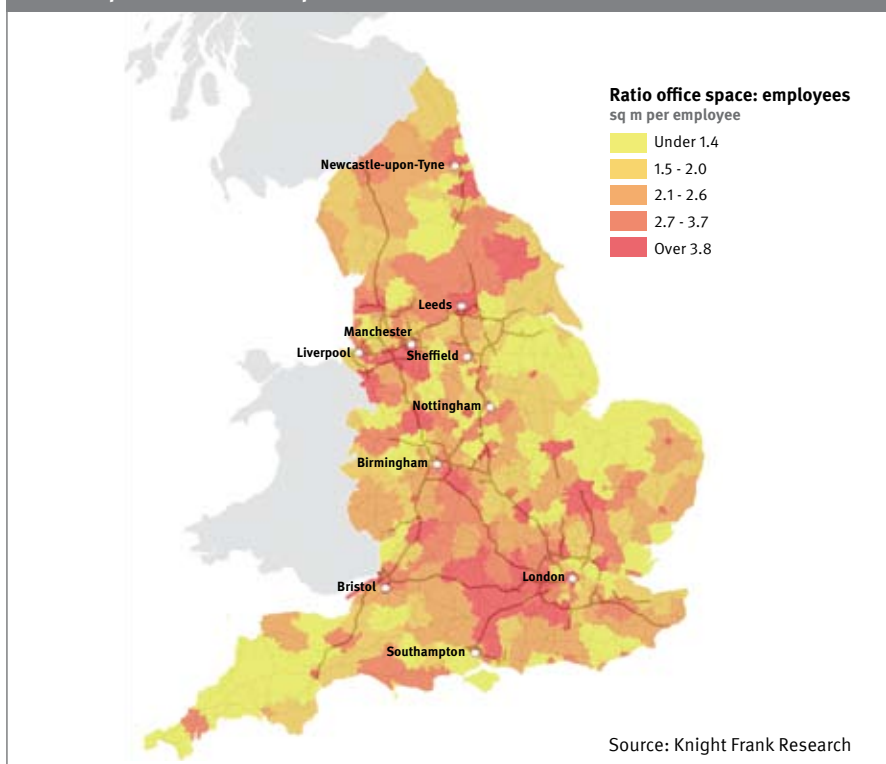 Ratio office space: employees
sq m per employee
Under 1.4
1.5 - 2.0
2.1 - 2.6
2.7 - 3.7
Over 3.8
Newcastle-upon-Tyne
Leeds
Manchester
Liverpool
Sheffield
Nottingham
Birmingham
London
Bristol
Southampton
Source: Knight Frank Research